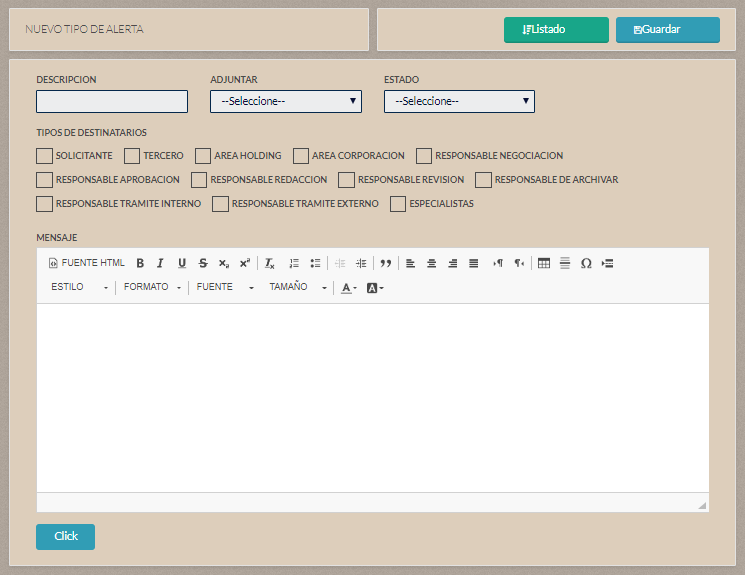 NUEVO TIPO DE ALERTA
Listado Guardar
DESCRIPCION ADJUNTAR ESTADO
--Seleccione-- --Seleccione--
TIPOS DE DESTINATARIOS
SOLICITANTE TERCERO AREA HOLDING AREA CORPORACION RESPONSABLE NEGOCIACION
RESPONSABLE APROBACION RESPONSABLE REDACCION RESPONSABLE REVISION RESPONSABLE DE ARCHIVAR
RESPONSABLE TRAMITE INTERNO RESPONSABLE TRAMITE EXTERNO ESPECIALISTAS
MENSAJE
FUENTE HTML B I U S x₂ x² Tx
ESTILO FORMATO FUENTE TAMAÑO A A
Click